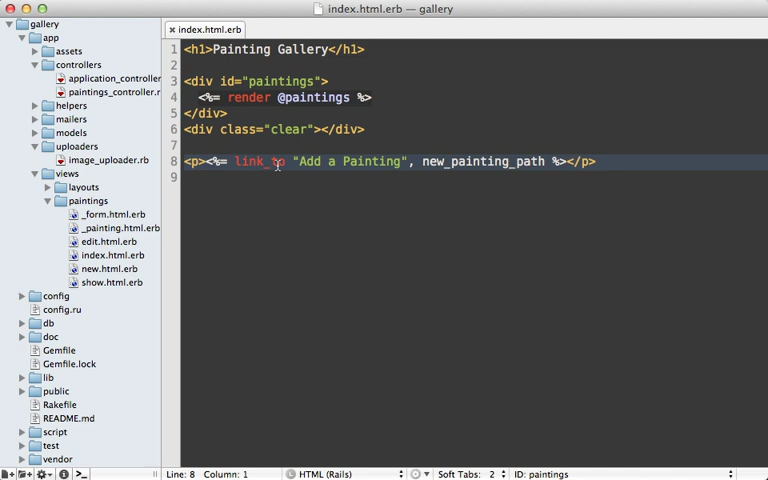 index.html.erb — gallery
gallery
app
assets
controllers
application_controller
paintings_controller.r
helpers
mailers
models
uploaders
image_uploader.rb
views
layouts
paintings
_form.html.erb
_painting.html.erb
edit.html.erb
index.html.erb
new.html.erb
show.html.erb
config
config.ru
db
doc
Gemfile
Gemfile.lock
lib
public
Rakefile
README.md
script
test
vendor
index.html.erb
1 <h1>Painting Gallery</h1>
2
3 <div id="paintings">
4 <%= render @paintings %>
5 </div>
6 <div class="clear"></div>
7
8 <p><%= link_to "Add a Painting", new_painting_path %></p>
9
Line: 8 Column: 1
HTML (Rails)
Soft Tabs: 2
ID: paintings